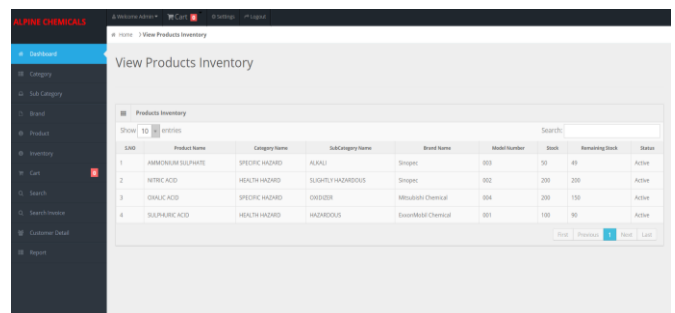 ALPINE CHEMICALS
Welcome Admin Cart Settings Logout
Home View Products Inventory
Dashboard
Category
Sub Category
Brand
Product
Inventory
Cart
Search
Search Invoice
Customer Detail
Report
View Products Inventory
Products Inventory
Show 10 entries Search:
S.NO Product Name Category Name SubCategory Name Brand Name Model Number Stock Remaining Stock Status
1 AMMONIUM SULPHATE SPECIFIC HAZARD ALKALI Sinopec 003 50 49 Active
2 NITRIC ACID HEALTH HAZARD SLIGHTLY HAZARDOUS Sinopec 002 200 200 Active
3 OXALIC ACID SPECIFIC HAZARD OXIDIZER Mitsubishi Chemical 004 200 150 Active
4 SULPHURIC ACID HEALTH HAZARD HAZARDOUS ExxonMobil Chemical 001 100 90 Active
First Previous 1 Next Last